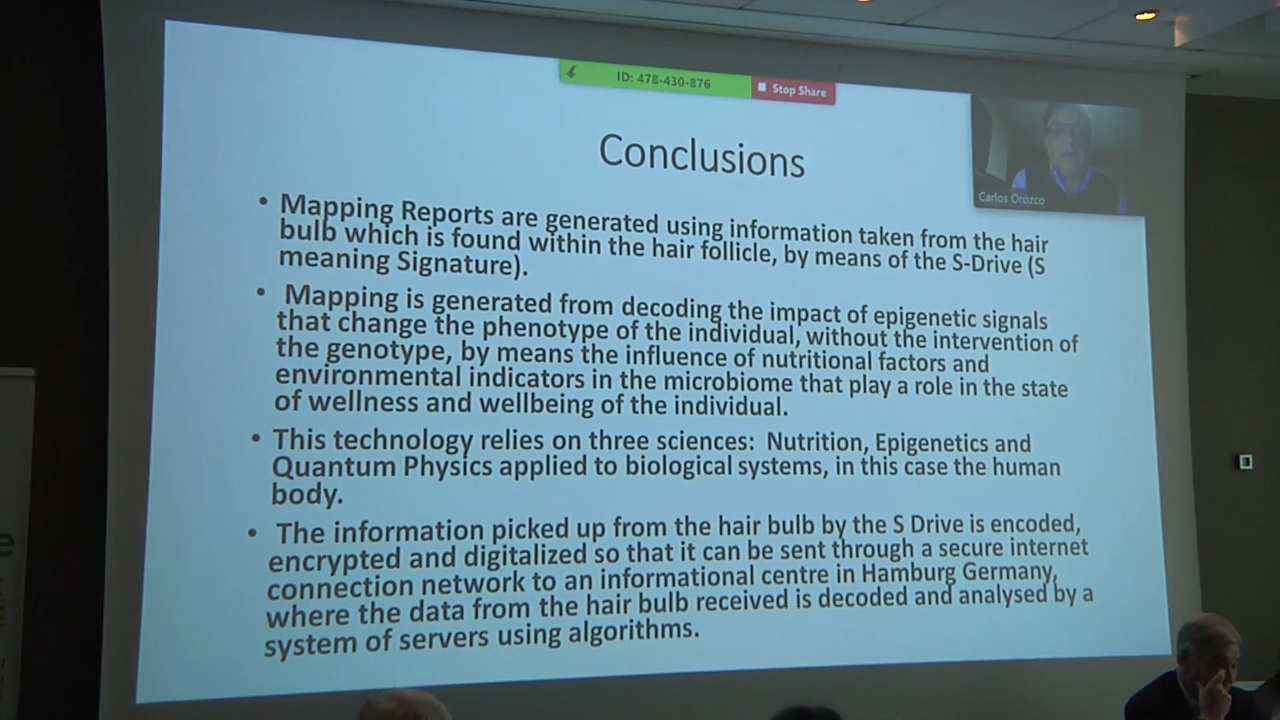 ID: 478-430-876
Stop Share
Carlos Orozco
Conclusions
• Mapping Reports are generated using information taken from the hair
bulb which is found within the hair follicle, by means of the S-Drive (S
meaning Signature).
• Mapping is generated from decoding the impact of epigenetic signals
that change the phenotype of the individual, without the intervention of
the genotype, by means the influence of nutritional factors and
environmental indicators in the microbiome that play a role in the state
of wellness and wellbeing of the individual.
• This technology relies on three sciences: Nutrition, Epigenetics and
Quantum Physics applied to biological systems, in this case the human
body.
• The information picked up from the hair bulb by the S Drive is encoded,
encrypted and digitalized so that it can be sent through a secure internet
connection network to an informational centre in Hamburg Germany,
where the data from the hair bulb received is decoded and analysed by a
system of servers using algorithms.